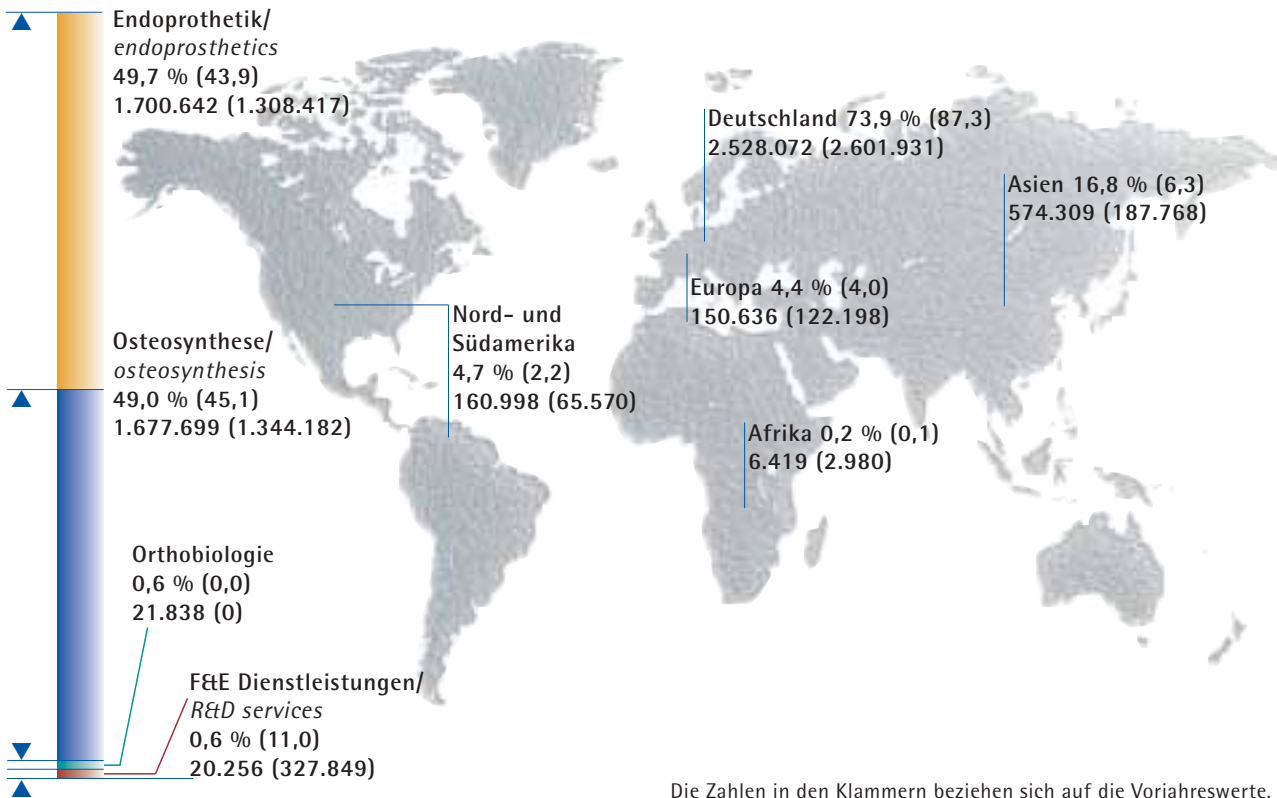 Endoprothetik/
endoprosthetics
49,7 % (43,9)
1.700.642 (1.308.417)
Osteosynthese/
osteosynthesis
49,0 % (45,1)
1.677.699 (1.344.182)
Orthobiologie
0,6 % (0,0)
21.838 (0)
F&E Dienstleistungen/
R&D services
0,6 % (11,0)
20.256 (327.849)
Nord- und
Südamerika
4,7 % (2,2)
160.998 (65.570)
Deutschland 73,9 % (87,3)
2.528.072 (2.601.931)
Europa 4,4 % (4,0)
150.636 (122.198)
Asien 16,8 % (6,3)
574.309 (187.768)
Afrika 0,2 % (0,1)
6.419 (2.980)
Die Zahlen in den Klammern beziehen sich auf die Vorjahreswerte.